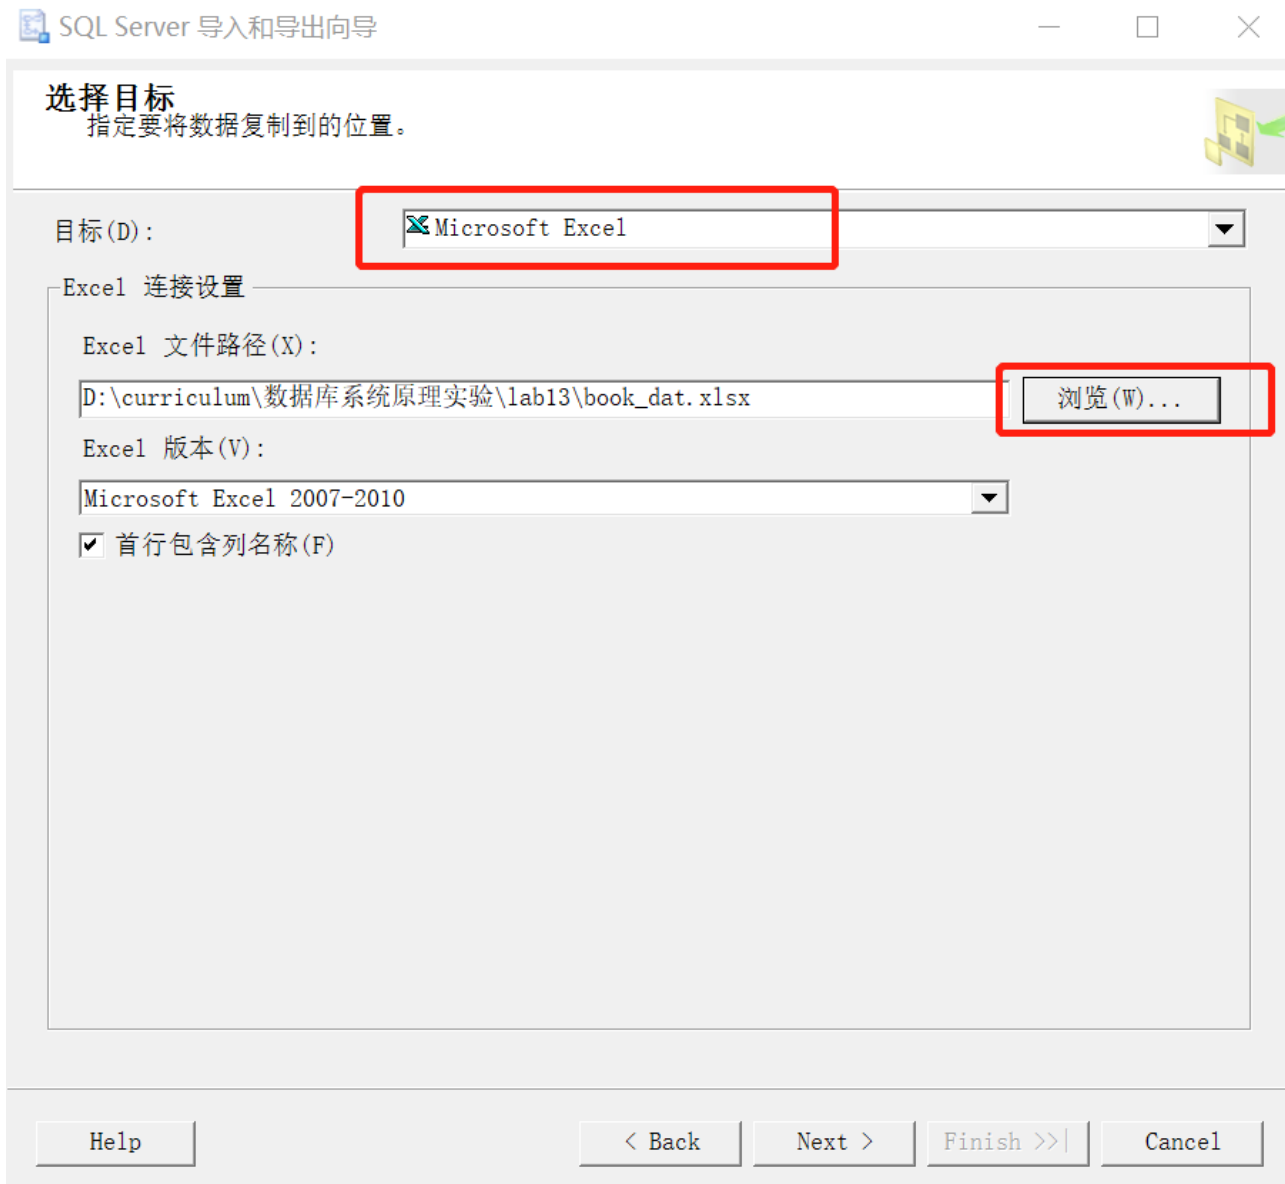 SQL Server 导入和导出向导
选择目标
指定要将数据复制到的位置。
目标(D):
Microsoft Excel
Excel 连接设置
Excel 文件路径(X):
D:\curriculum\数据库系统原理实验\lab13\book_dat.xlsx
浏览(W)...
Excel 版本(V):
Microsoft Excel 2007-2010
首行包含列名称(F)
Help
< Back
Next >
Finish >>|
Cancel